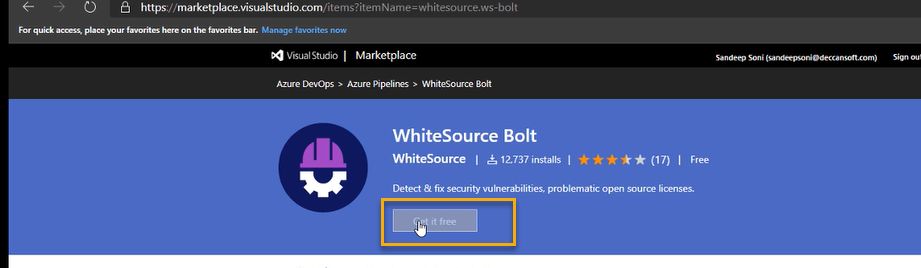 https://marketplace.visualstudio.com/items?itemName=whitesource.ws-bolt
For quick access, place your favorites here on the favorites bar. Manage favorites now
Visual Studio | Marketplace
Sandeep Soni (sandeepsoni@deccansoft.com) Sign out
Azure DevOps > Azure Pipelines > WhiteSource Bolt
WhiteSource Bolt
WhiteSource | 12,737 installs | (17) | Free
Detect & fix security vulnerabilities, problematic open source licenses.
Get it free